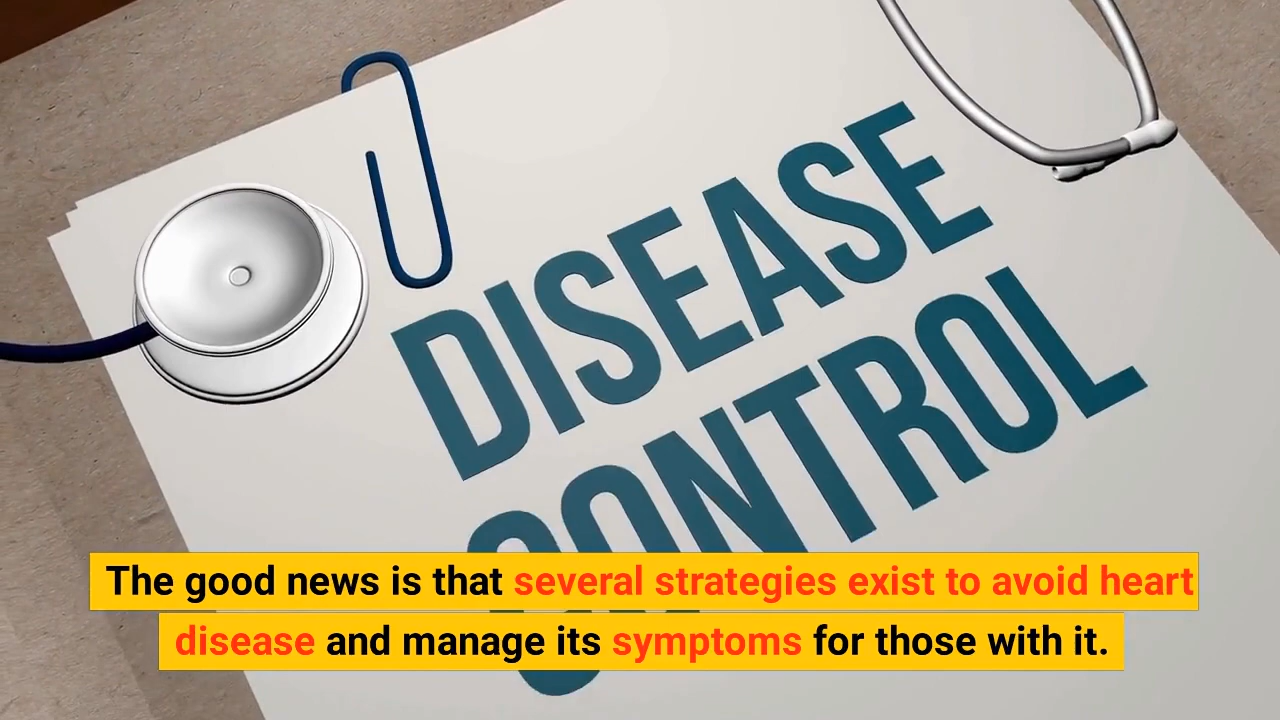 DISEASE
CONTROL
The good news is that several strategies exist to avoid heart
disease and manage its symptoms for those with it.